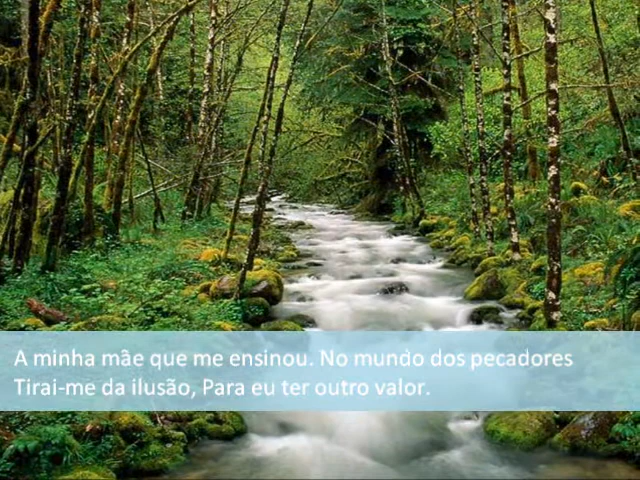 A minha mãe que me ensinou. No mundo dos pecadores
Tirai-me da ilusão, Para eu ter outro valor.